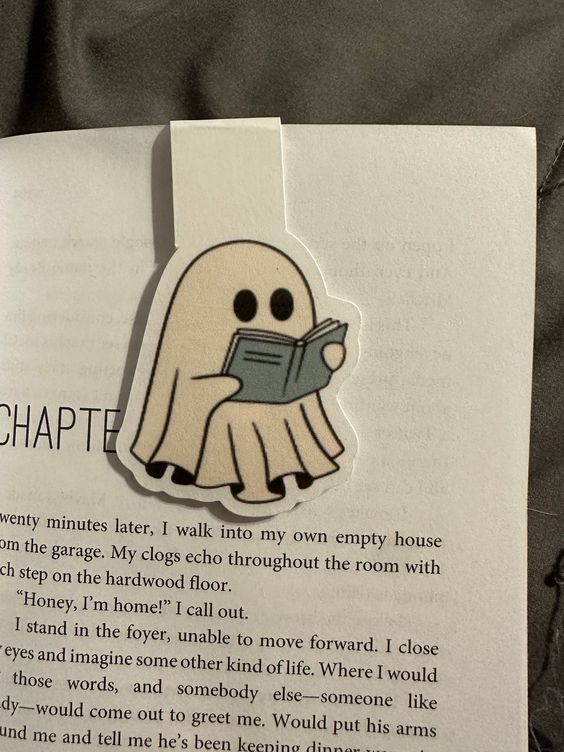 CHAPTE
wenty minutes later, I walk into my own empty house
om the garage. My clogs echo throughout the room with
ch step on the hardwood floor.
“Honey, I’m home!” I call out.
I stand in the foyer, unable to move forward. I close
eyes and imagine some other kind of life. Where I would
those words, and somebody else—someone like
dy—would come out to greet me. Would put his arms
und me and tell me he’s been keeping dinner